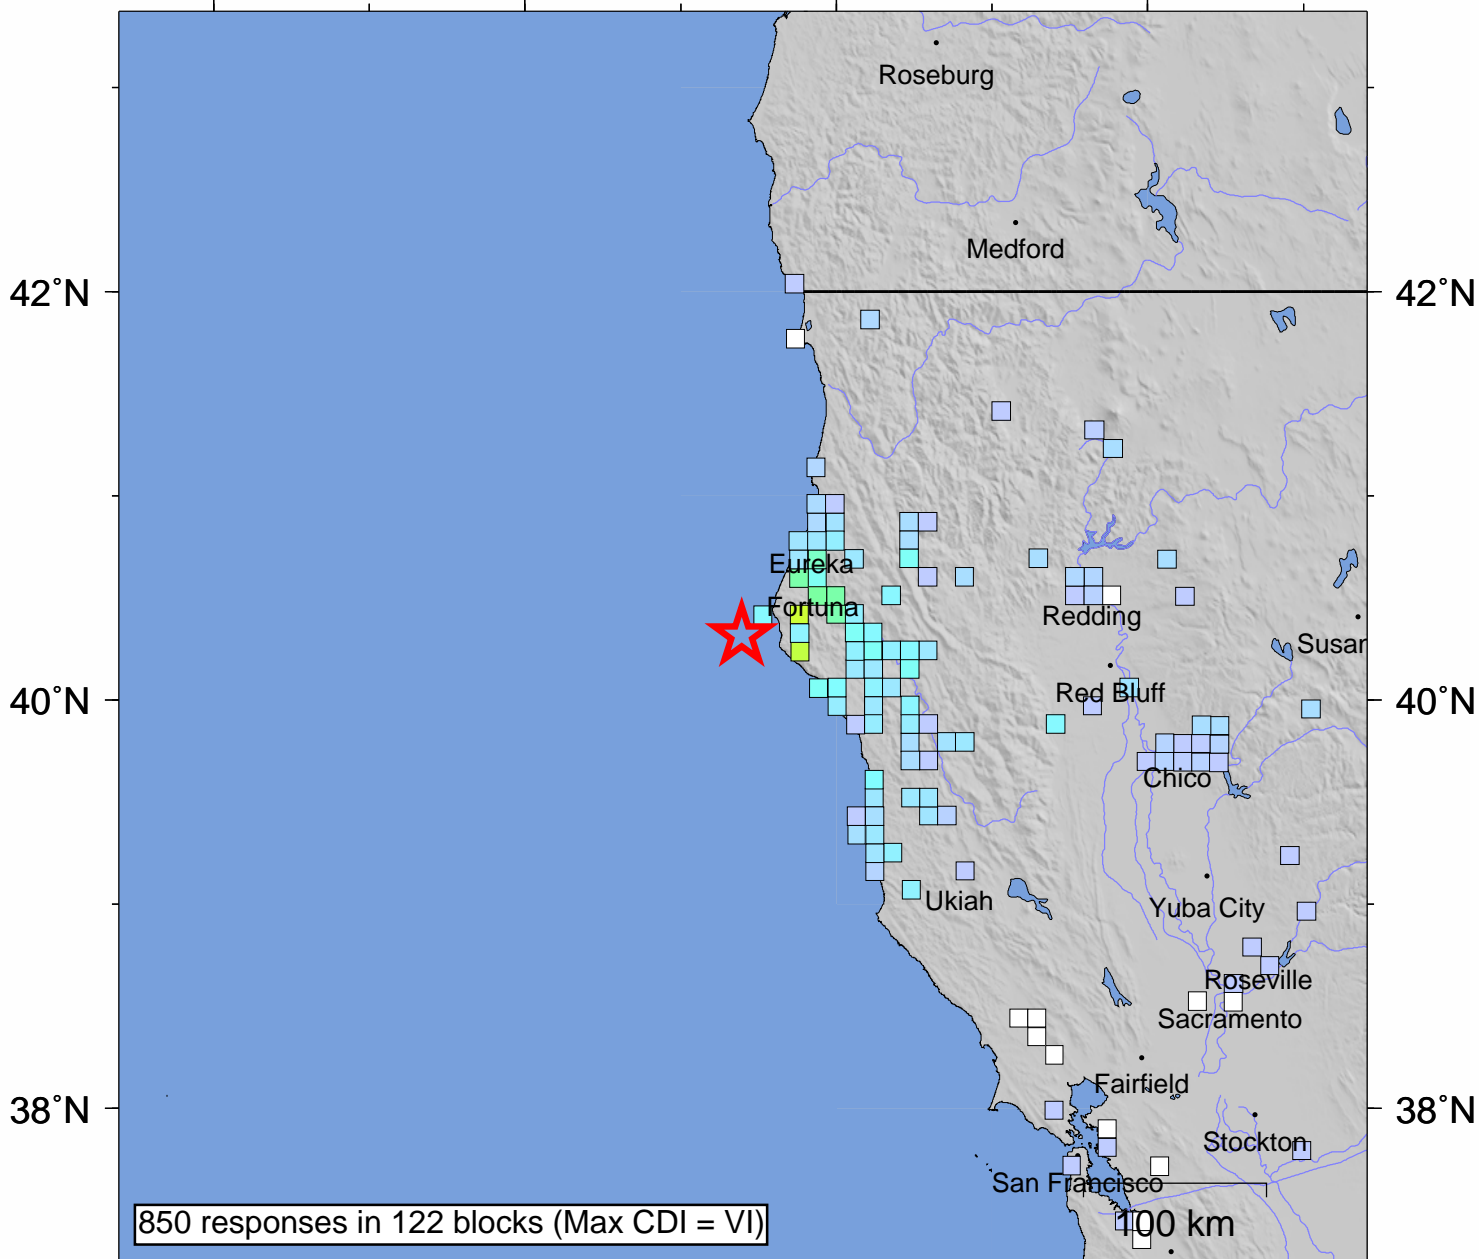 Roseburg
Medford
42°N
42°N
Eureka
Fortuna
Redding
Susar
Red Bluff
40°N
40°N
Chico
Ukiah
Yuba City
Roseville
Sacramento
Fairfield
38°N
38°N
Stockton
San Francisco
850 responses in 122 blocks (Max CDI = VI)
100 km